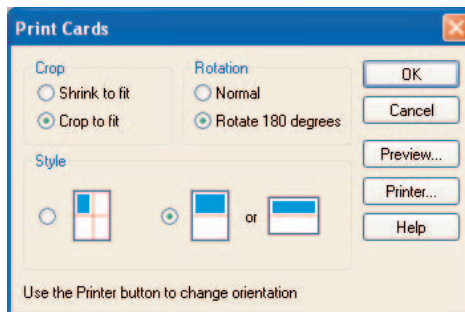 Print Cards
Crop
Shrink to fit
Crop to fit
Rotation
Normal
Rotate 180 degrees
Style
or
OK
Cancel
Preview...
Printer...
Help
Use the Printer button to change orientation